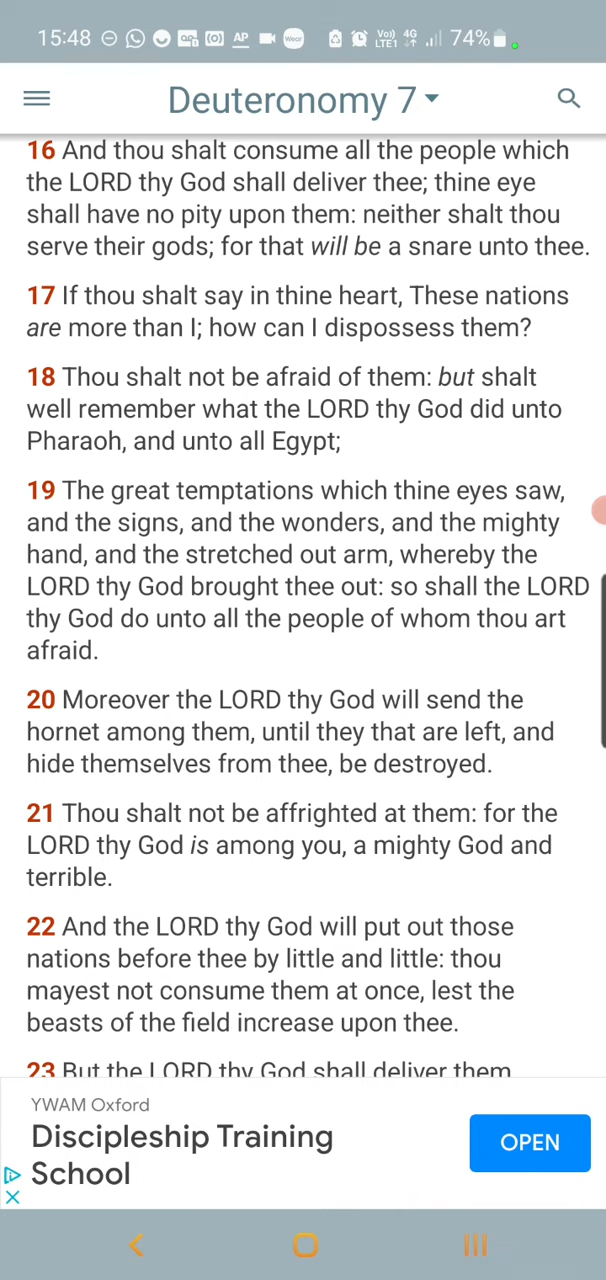 15:48 AP Wear Vo)) LTE1 4G 74%
Deuteronomy 7
16 And thou shalt consume all the people which
the LORD thy God shall deliver thee; thine eye
shall have no pity upon them: neither shalt thou
serve their gods; for that will be a snare unto thee.
17 If thou shalt say in thine heart, These nations
are more than I; how can I dispossess them?
18 Thou shalt not be afraid of them: but shalt
well remember what the LORD thy God did unto
Pharaoh, and unto all Egypt;
19 The great temptations which thine eyes saw,
and the signs, and the wonders, and the mighty
hand, and the stretched out arm, whereby the
LORD thy God brought thee out: so shall the LORD
thy God do unto all the people of whom thou art
afraid.
20 Moreover the LORD thy God will send the
hornet among them, until they that are left, and
hide themselves from thee, be destroyed.
21 Thou shalt not be affrighted at them: for the
LORD thy God is among you, a mighty God and
terrible.
22 And the LORD thy God will put out those
nations before thee by little and little: thou
mayest not consume them at once, lest the
beasts of the field increase upon thee.
23 But the LORD thy God shall deliver them
YWAM Oxford
Discipleship Training
School
OPEN